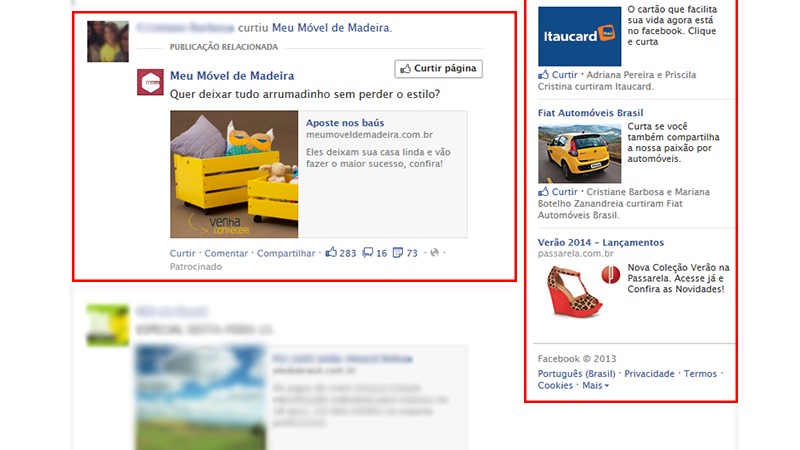 curtiu Meu Móvel de Madeira.
PUBLICAÇÃO RELACIONADA
Meu Móvel de Madeira
Curtir página
Quer deixar tudo arrumadinho sem perder o estilo?
Aposte nos baús
meumoveldemadeira.com.br
Eles deixam sua casa linda e vão
fazer o maior sucesso, confira!
venha
conhecer!
Curtir · Comentar · Compartilhar · 283 16 73 ·
Patrocinado
O cartão que facilita
sua vida agora está
no facebook. Clique
e curta
Itaucard
Itaú
Curtir · Adriana Pereira e Priscila
Cristina curtiram Itaucard.
Fiat Automóveis Brasil
Curta se você
também compartilha
a nossa paixão por
automóveis.
Curtir · Cristiane Barbosa e Mariana
Botelho Zanandreia curtiram Fiat
Automóveis Brasil.
Verão 2014 - Lançamentos
passarela.com.br
Nova Coleção Verão na
Passarela. Acesse já e
Confira as Novidades!
Facebook © 2013
Português (Brasil) · Privacidade · Termos ·
Cookies · Mais